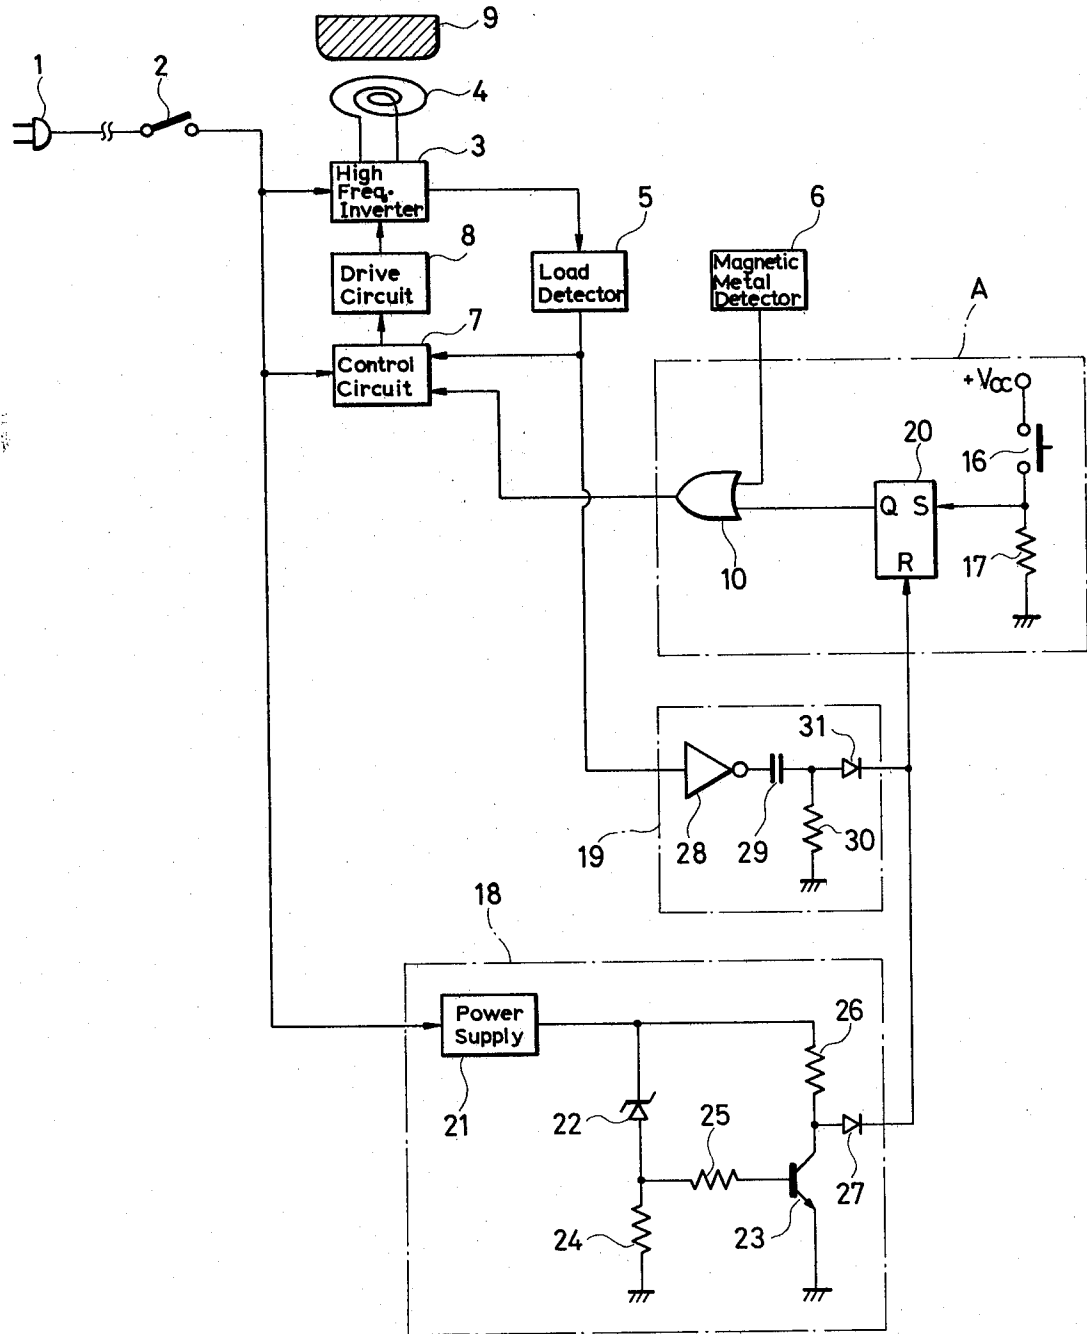 9
1
2
4
3
High
Freq.
Inverter
5
6
8
Load
Detector
Magnetic
Metal
Detector
Drive
Circuit
A
7
Control
Circuit
+VCC
20
16
Q S
R
17
10
31
19
28
29
30
18
Power
Supply
26
21
22
25
27
24
23